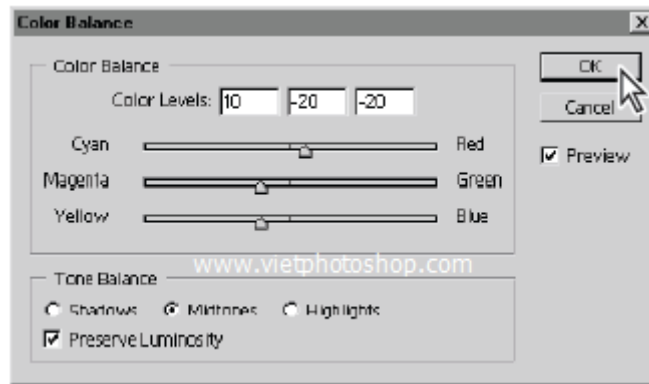 Color Balance
Color Balance
Color Levels: 10 -20 -20
Cyan Red
Magenta Green
Yellow Blue
OK
Cancel
Preview
www.vietphotoshop.com
Tone Balance
Shadows Midtones Highlights
Preserve Luminosity